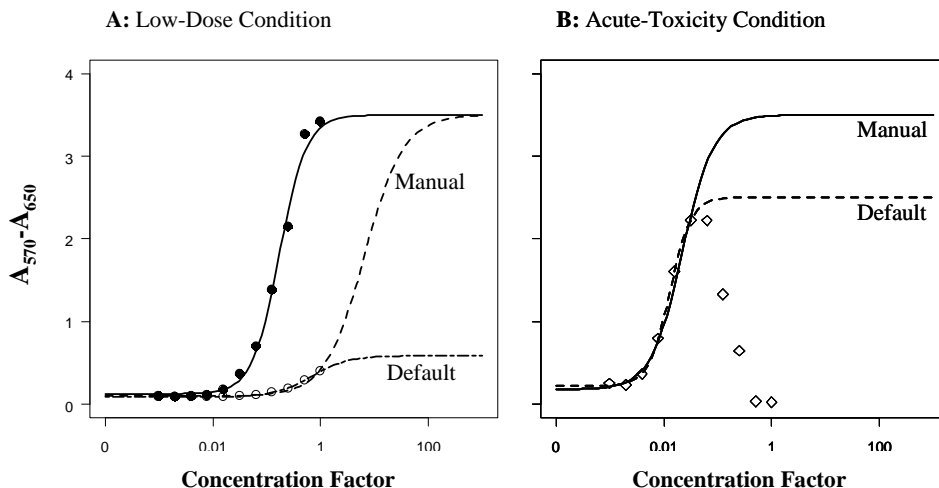 A: Low-Dose Condition
B: Acute-Toxicity Condition
A570-A650
4
3
2
1
0
Manual
Default
Manual
Default
0 0.01 1 100
0 0.01 1 100
Concentration Factor
Concentration Factor